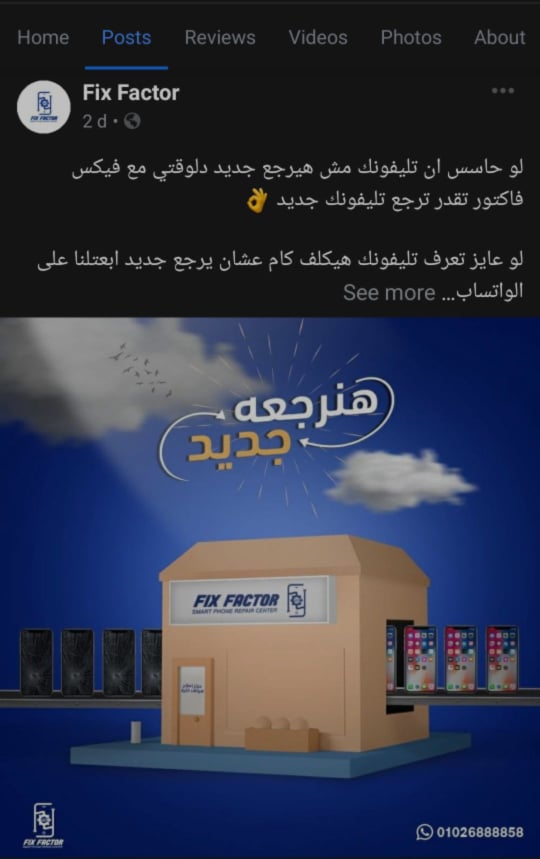 Home Posts Reviews Videos Photos About
Fix Factor
2 d
لو حاسس ان تليفونك مش هيرجع جديد دلوقتي مع فيكس
فاكتور تقدر ترجع تليفونك جديد 👌
لو عايز تعرف تليفونك هيكلف كام عشان يرجع جديد ابعتلنا على
الواتساب... See more
هنرجعه
جديد
FIX FACTOR
SMART PHONE REPAIR CENTER
FIX FACTOR
01026888858